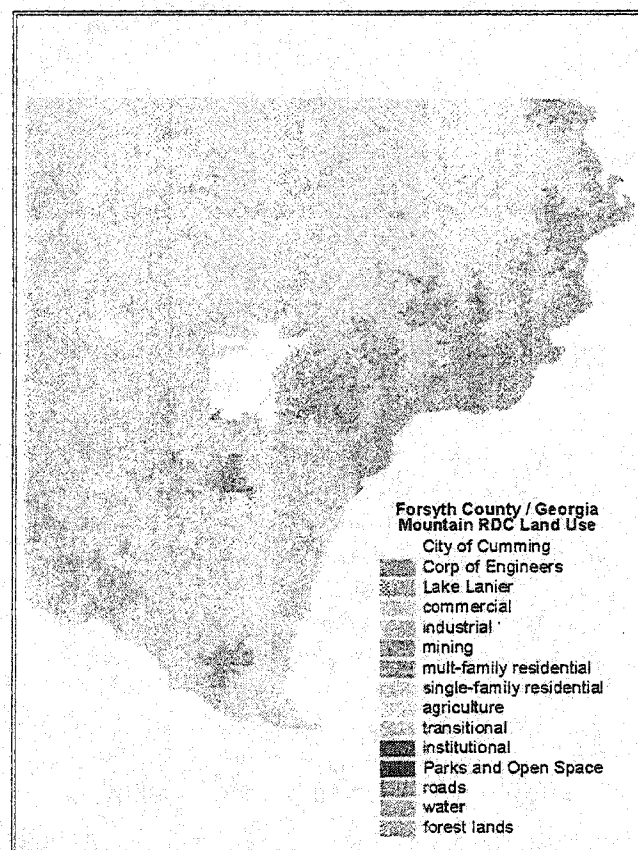 Forsyth County / Georgia
Mountain RDC Land Use
City of Cumming
Corp of Engineers
Lake Lanier
commercial
industrial
mining
mult-family residential
single-family residential
agriculture
transitional
institutional
Parks and Open Space
roads
water
forest lands